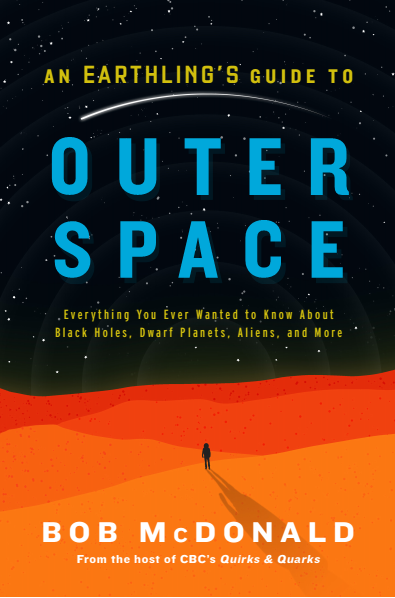 AN EARTHLING'S GUIDE TO
OUTER
SPACE
Everything You Ever Wanted to Know About
Black Holes, Dwarf Planets, Aliens, and More
BOB McDONALD
From the host of CBC's Quirks & Quarks